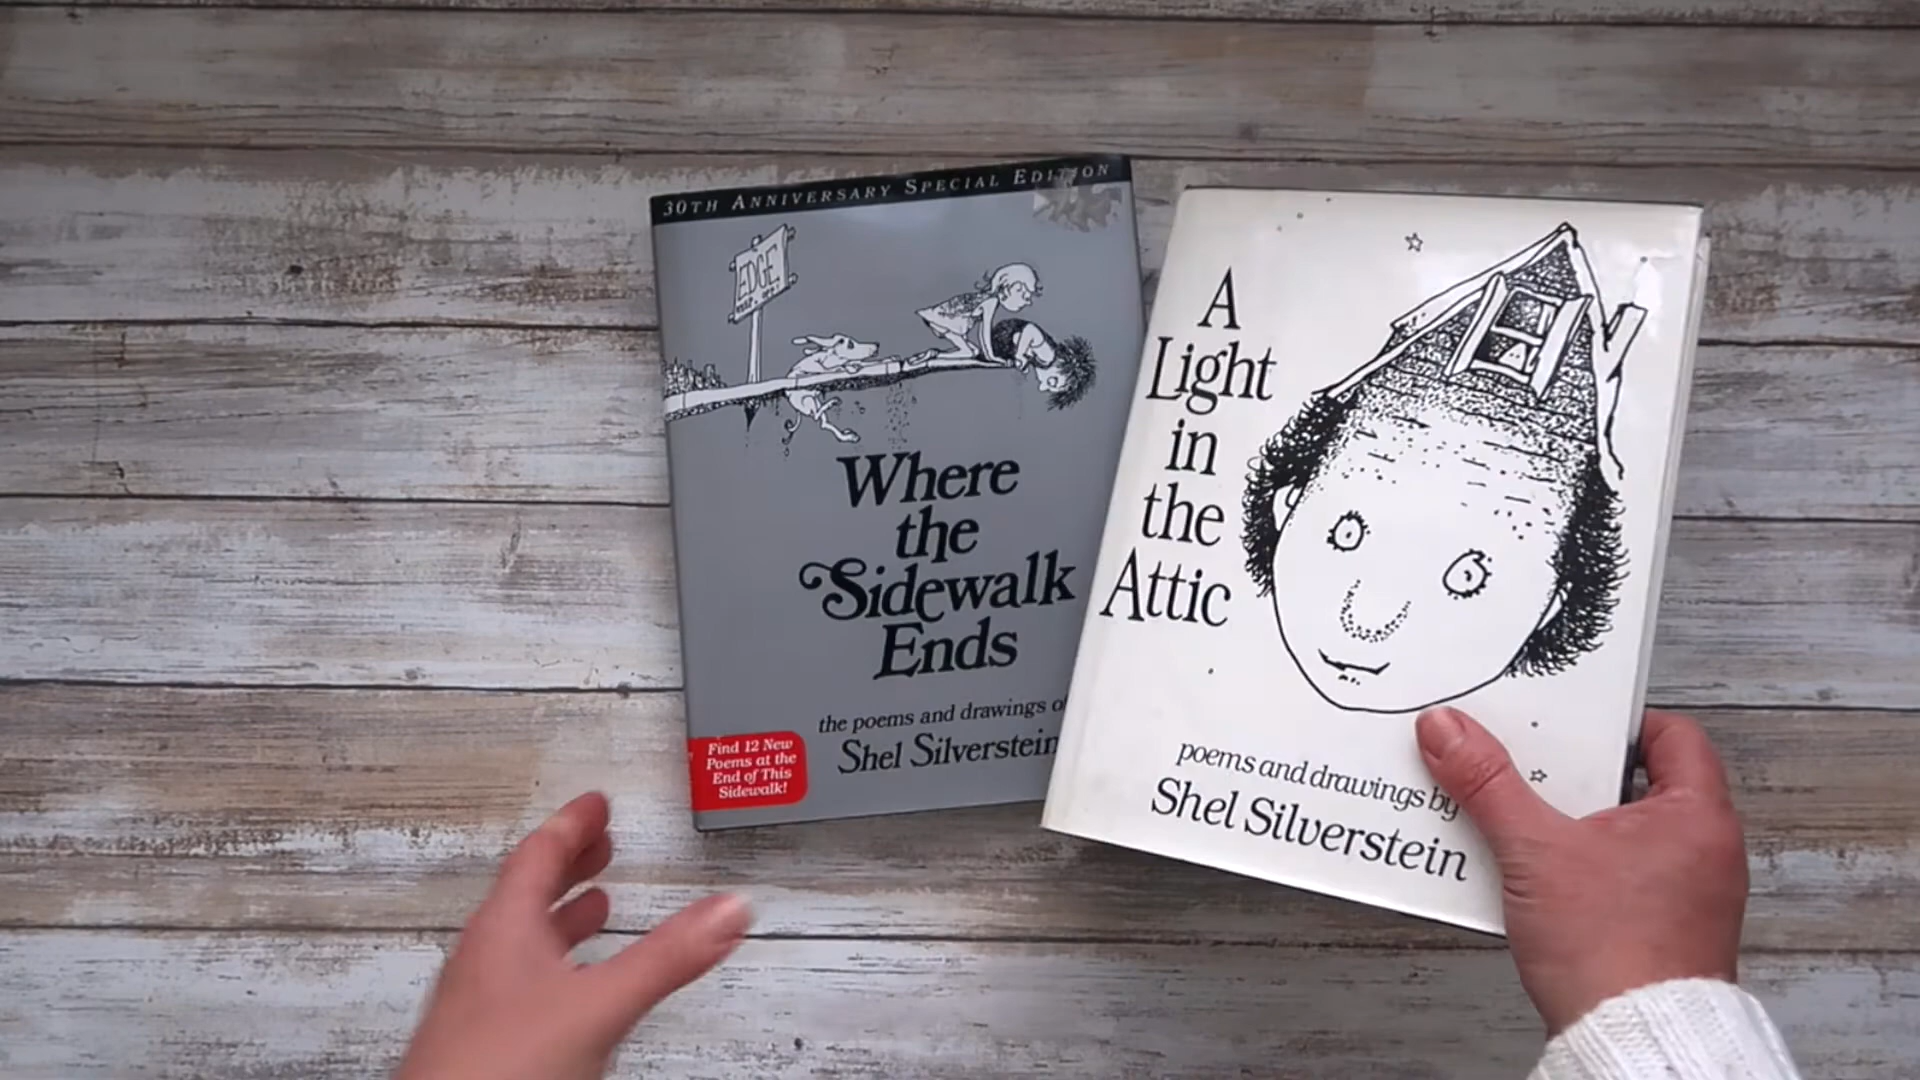 30TH ANNIVERSARY SPECIAL EDITION
EDGE
Where
the
Sidewalk
Ends
the poems and drawings of
Shel Silverstein
Find 12 New
Poems at the
End of This
Sidewalk!
A
Light
in
the
Attic
poems and drawings by
Shel Silverstein